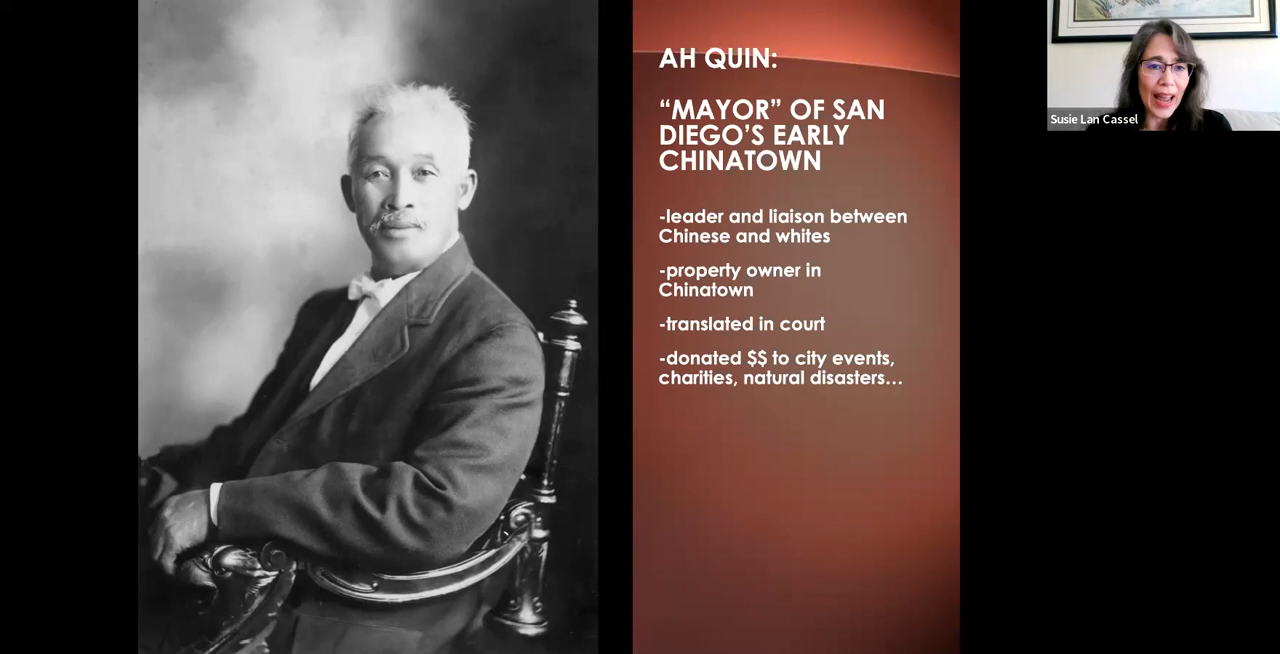 AH QUIN:
“MAYOR” OF SAN
DIEGO’S EARLY
CHINATOWN
-leader and liaison between
Chinese and whites
-property owner in
Chinatown
-translated in court
-donated $$ to city events,
charities, natural disasters…
Susie Lan Cassel